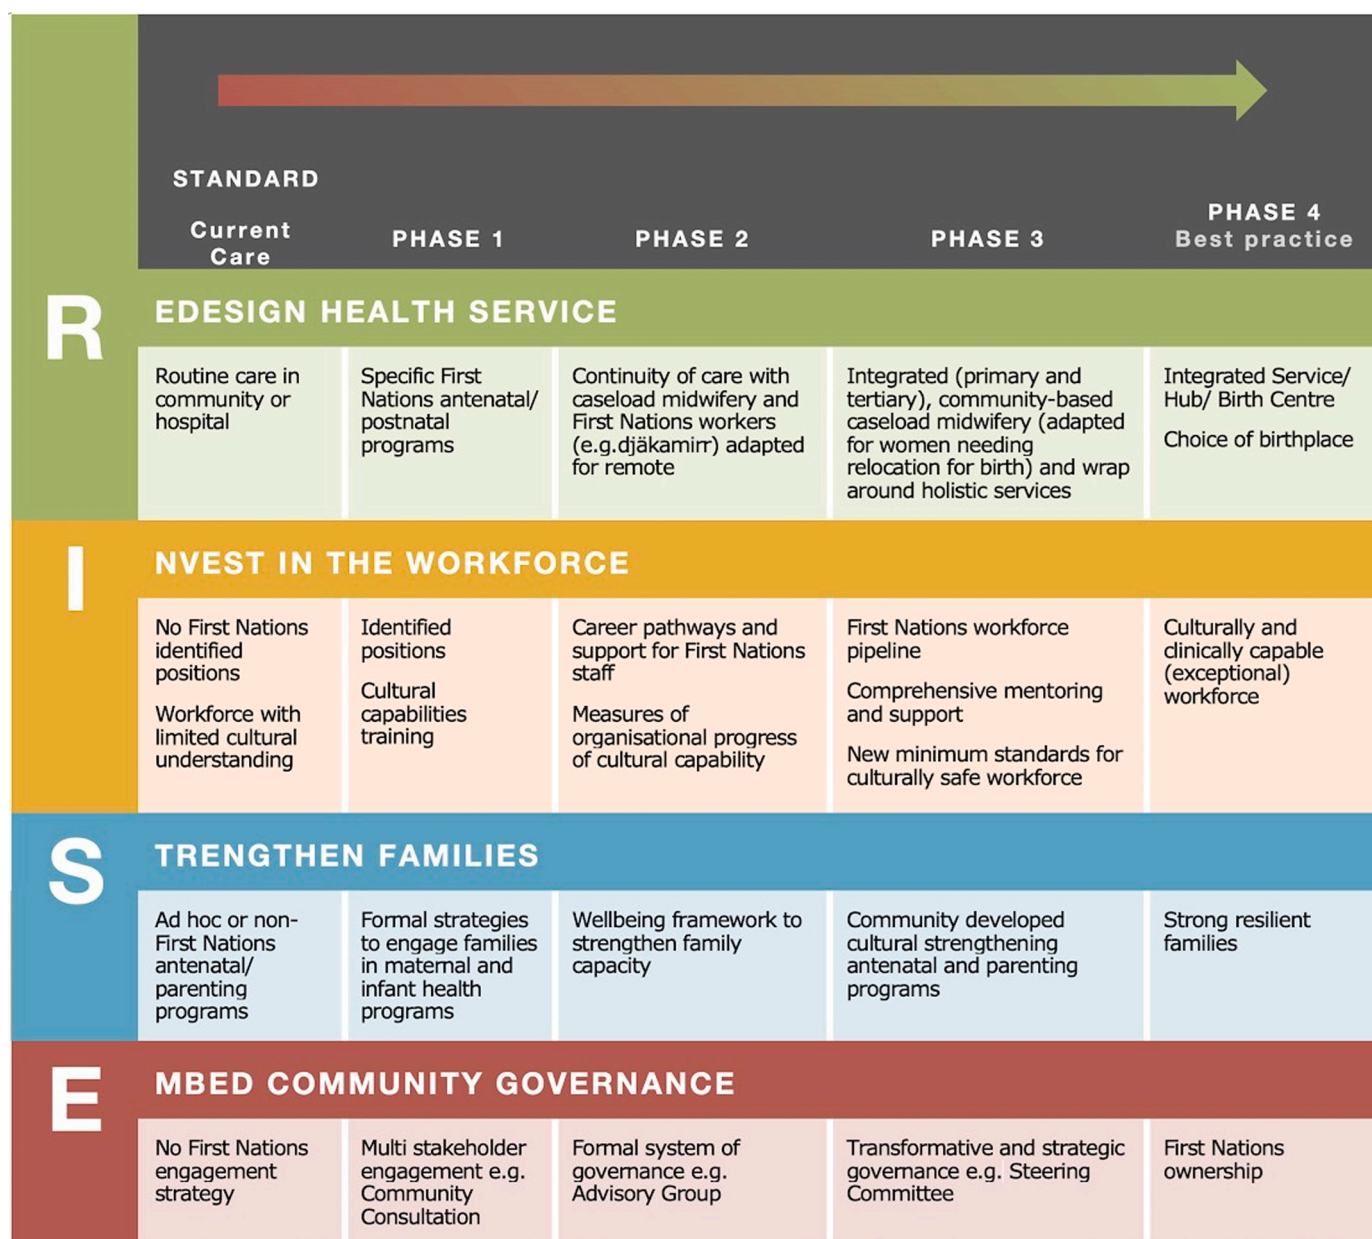 STANDARD
Current
Care
PHASE 1
PHASE 2
PHASE 3
PHASE 4
Best practice
REDESIGN HEALTH SERVICE
Routine care in
community or
hospital
Specific First
Nations antenatal/
postnatal
programs
Continuity of care with
caseload midwifery and
First Nations workers
(e.g.djäkamirr) adapted
for remote
Integrated (primary and
tertiary), community-based
caseload midwifery (adapted
for women needing
relocation for birth) and wrap
around holistic services
Integrated Service/
Hub/ Birth Centre
Choice of birthplace
INVEST IN THE WORKFORCE
No First Nations
identified
positions
Workforce with
limited cultural
understanding
Identified
positions
Cultural
capabilities
training
Career pathways and
support for First Nations
staff
Measures of
organisational progress
of cultural capability
First Nations workforce
pipeline
Comprehensive mentoring
and support
New minimum standards for
culturally safe workforce
Culturally and
clinically capable
(exceptional)
workforce
STRENGTHEN FAMILIES
Ad hoc or non-
First Nations
antenatal/
parenting
programs
Formal strategies
to engage families
in maternal and
infant health
programs
Wellbeing framework to
strengthen family
capacity
Community developed
cultural strengthening
antenatal and parenting
programs
Strong resilient
families
EMBED COMMUNITY GOVERNANCE
No First Nations
engagement
strategy
Multi stakeholder
engagement e.g.
Community
Consultation
Formal system of
governance e.g.
Advisory Group
Transformative and strategic
governance e.g. Steering
Committee
First Nations
ownership